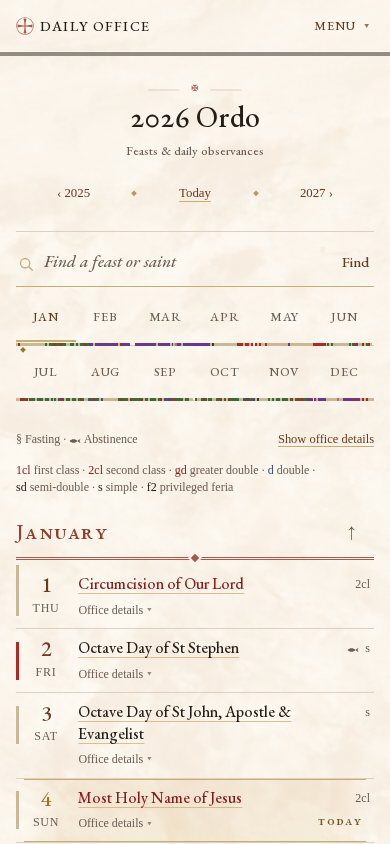 DAILY OFFICE MENU ▼
✠
2026 Ordo
Feasts & daily observances
‹ 2025 ◆ Today ◆ 2027 ›
Find a feast or saint Find
JAN FEB MAR APR MAY JUN
JUL AUG SEP OCT NOV DEC
§ Fasting · Abstinence Show office details
1cl first class · 2cl second class · gd greater double · d double ·
sd semi-double · s simple · f2 privileged feria
JANUARY ↑
1 Circumcision of Our Lord 2cl
THU Office details ▾
2 Octave Day of St Stephen s
FRI Office details ▾
3 Octave Day of St John, Apostle & s
Evangelist
SAT Office details ▾
4 Most Holy Name of Jesus 2cl
SUN Office details ▾ TODAY